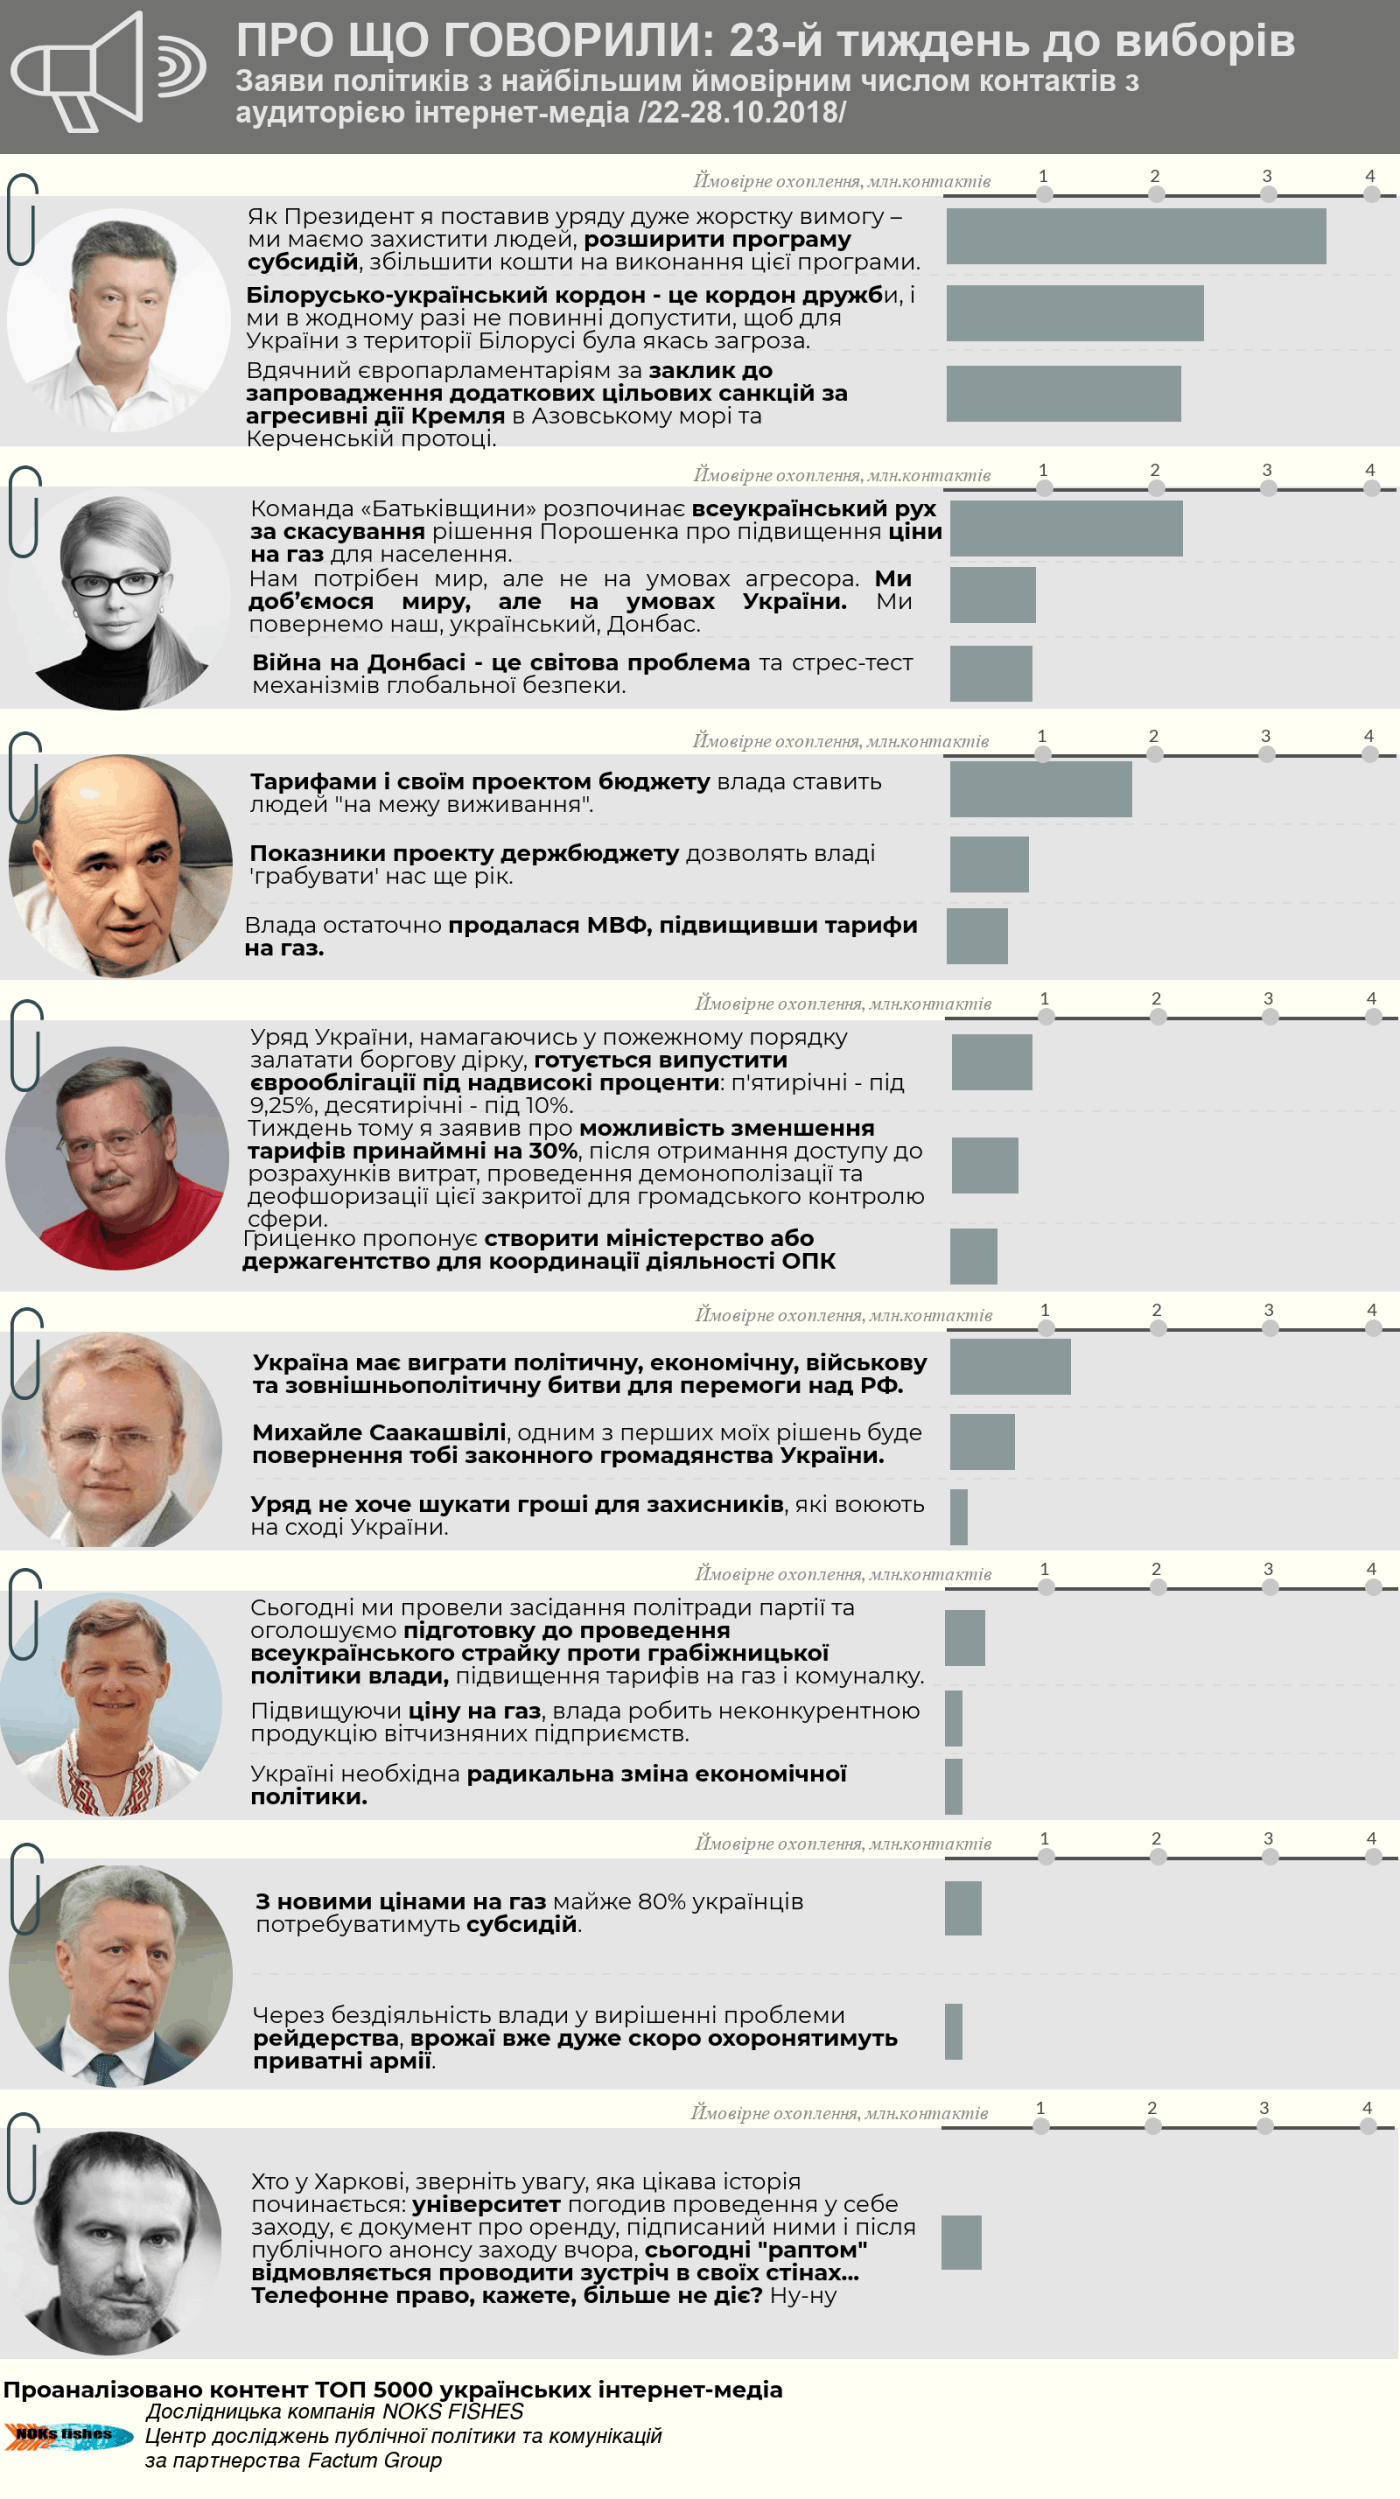 ПРО ЩО ГОВОРИЛИ: 23-й тиждень до виборів
Заяви політиків з найбільшим ймовірним числом контактів з
аудиторією інтернет-медіа /22-28.10.2018/
Ймовірне охоплення, млн.контактів 1 2 3 4
Як Президент я поставив уряду дуже жорстку вимогу –
ми маємо захистити людей, розширити програму
субсидій, збільшити кошти на виконання цієї програми.
Білорусько-український кордон - це кордон дружби, і
ми в жодному разі не повинні допустити, щоб для
України з території Білорусі була якась загроза.
Вдячний європарламентаріям за заклик до
запровадження додаткових цільових санкцій за
агресивні дії Кремля в Азовському морі та
Керченській протоці.
Ймовірне охоплення, млн.контактів 1 2 3 4
Команда «Батьківщини» розпочинає всеукраїнський рух
за скасування рішення Порошенка про підвищення ціни
на газ для населення.
Нам потрібен мир, але не на умовах агресора. Ми
доб’ємося миру, але на умовах України. Ми
повернемо наш, український, Донбас.
Війна на Донбасі - це світова проблема та стрес-тест
механізмів глобальної безпеки.
Ймовірне охоплення, млн.контактів 1 2 3 4
Тарифами і своїм проектом бюджету влада ставить
людей "на межу виживання".
Показники проекту держбюджету дозволять владі
'грабувати' нас ще рік.
Влада остаточно продалася МВФ, підвищивши тарифи
на газ.
Ймовірне охоплення, млн.контактів 1 2 3 4
Уряд України, намагаючись у пожежному порядку
залатати боргову дірку, готується випустити
єврооблігації під надвисокі проценти: п'ятирічні - під
9,25%, десятирічні - під 10%.
Тиждень тому я заявив про можливість зменшення
тарифів принаймні на 30%, після отримання доступу до
розрахунків витрат, проведення демонополізації та
деофшоризації цієї закритої для громадського контролю
сфери.
Гриценко пропонує створити міністерство або
держагентство для координації діяльності ОПК
Ймовірне охоплення, млн.контактів 1 2 3 4
Україна має виграти політичну, економічну, військову
та зовнішньополітичну битви для перемоги над РФ.
Михайле Саакашвілі, одним з перших моїх рішень буде
повернення тобі законного громадянства України.
Уряд не хоче шукати гроші для захисників, які воюють
на сході України.
Ймовірне охоплення, млн.контактів 1 2 3 4
Сьогодні ми провели засідання політради партії та
оголошуємо підготовку до проведення
всеукраїнського страйку проти грабіжницької
політики влади, підвищення тарифів на газ і комуналку.
Підвищуючи ціну на газ, влада робить неконкурентною
продукцію вітчизняних підприємств.
Україні необхідна радикальна зміна економічної
політики.
Ймовірне охоплення, млн.контактів 1 2 3 4
З новими цінами на газ майже 80% українців
потребуватимуть субсидій.
Через бездіяльність влади у вирішенні проблеми
рейдерства, врожаї вже дуже скоро охоронятимуть
приватні армії.
Ймовірне охоплення, млн.контактів 1 2 3 4
Хто у Харкові, зверніть увагу, яка цікава історія
починається: університет погодив проведення у себе
заходу, є документ про оренду, підписаний ними і після
публічного анонсу заходу вчора, сьогодні "раптом"
відмовляється проводити зустріч в своїх стінах...
Телефонне право, кажете, більше не діє? Ну-ну
Проаналізовано контент ТОП 5000 українських інтернет-медіа
Дослідницька компанія NOKS FISHES
NOKs fishes
Центр досліджень публічної політики та комунікацій
за партнерства Factum Group